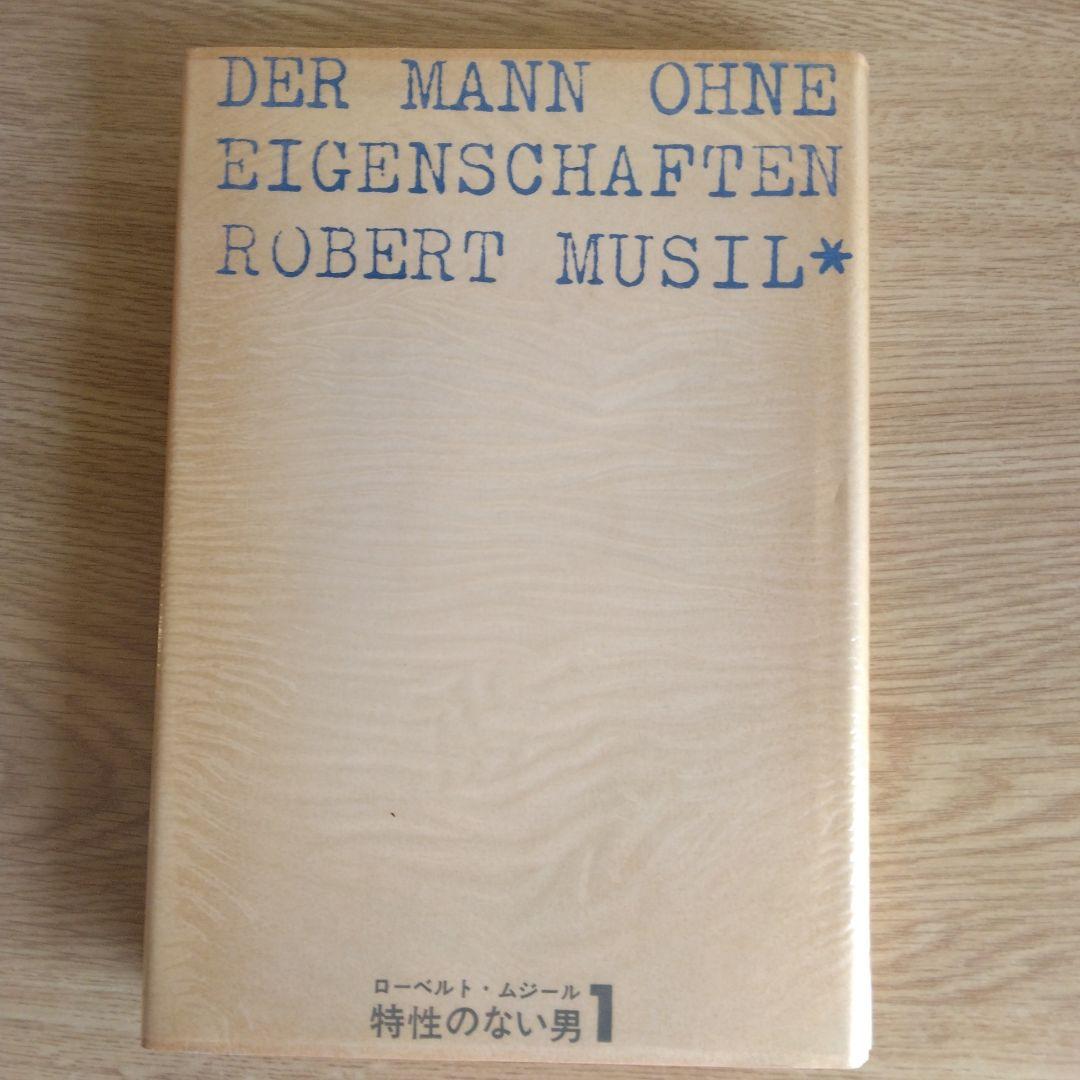 DER MANN OHNE
EIGENSCHAFTEN
ROBERT MUSIL*
ローベルト・ムジール
特性のない男1